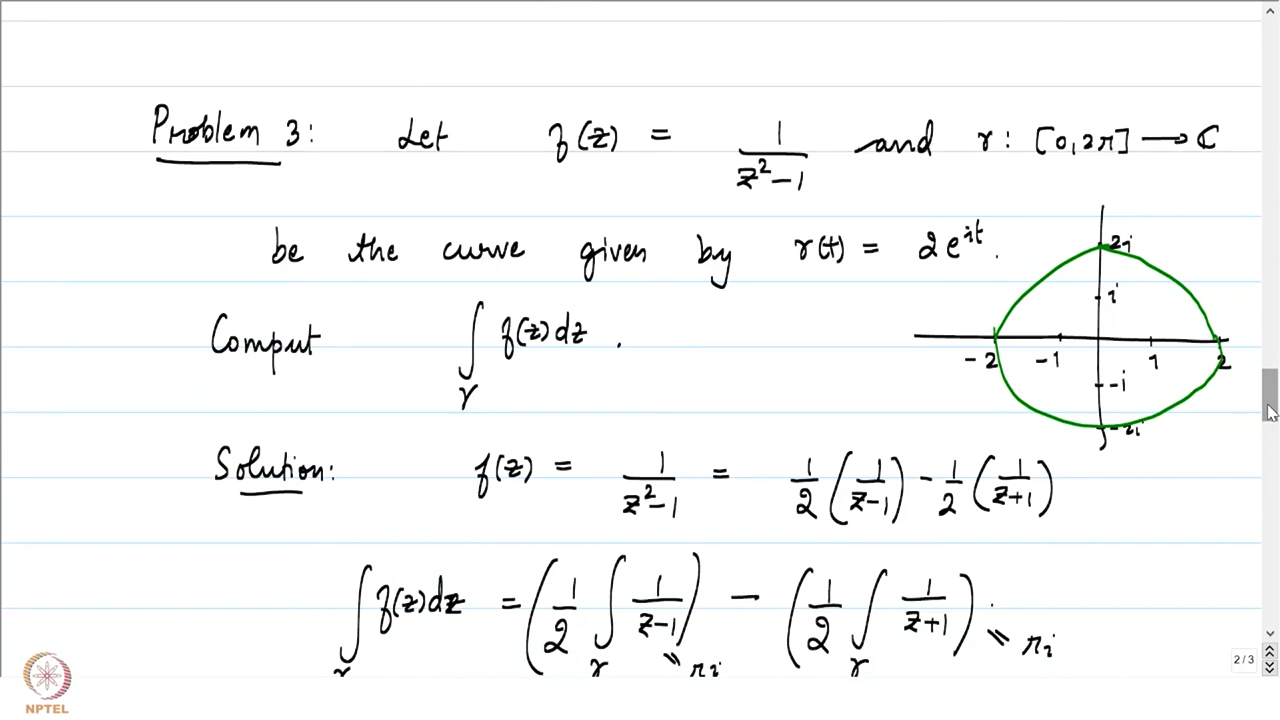 Problem 3: Let f(z) = 1/(z²-1) and γ: [0,2π] → ℂ
be the curve given by γ(t) = 2e^{it}.
2i
i
Comput ∫_γ f(z)dz.
-2 -1 1 2
-i
-2i
Solution: f(z) = 1/(z²-1) = 1/2 (1/(z-1)) - 1/2 (1/(z+1))
∫_γ f(z)dz = (1/2 ∫_γ 1/(z-1)) - (1/2 ∫_γ 1/(z+1))
πi πi
2/3
NPTEL